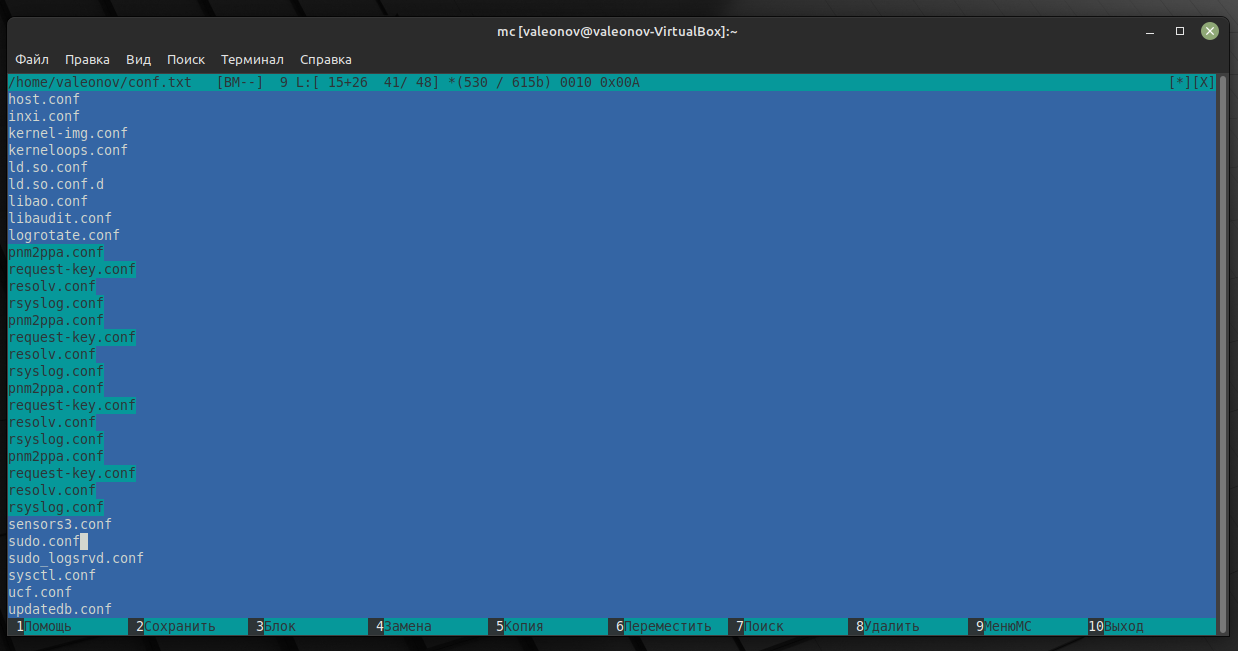 mc [valeonov@valeonov-VirtualBox]:~
Файл Правка Вид Поиск Терминал Справка
/home/valeonov/conf.txt [BM--] 9 L:[ 15+26 41/ 48] *(530 / 615b) 0010 0x00A [*][X]
host.conf
inxi.conf
kernel-img.conf
kerneloops.conf
ld.so.conf
ld.so.conf.d
libao.conf
libaudit.conf
logrotate.conf
pnm2ppa.conf
request-key.conf
resolv.conf
rsyslog.conf
pnm2ppa.conf
request-key.conf
resolv.conf
rsyslog.conf
pnm2ppa.conf
request-key.conf
resolv.conf
rsyslog.conf
pnm2ppa.conf
request-key.conf
resolv.conf
rsyslog.conf
sensors3.conf
sudo.conf
sudo_logsrvd.conf
sysctl.conf
ucf.conf
updatedb.conf
1Помощь 2Сохранить 3Блок 4Замена 5Копия 6Переместить 7Поиск 8Удалить 9МенюMC 10Выход